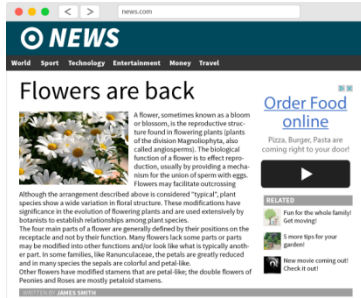 news.com
NEWS
World Sport Technology Entertainment Money Travel
Flowers are back
A flower, sometimes known as a bloom
or blossom, is the reproductive struc-
ture found in flowering plants (plants
of the division Magnoliophyta, also
called angiosperms). The biological
function of a flower is to effect repro-
duction, usually by providing a mecha-
nism for the union of sperm with eggs.
Flowers may facilitate outcrossing
Although the arrangement described above is considered "typical", plant
species show a wide variation in floral structure. These modifications have
significance in the evolution of flowering plants and are used extensively by
botanists to establish relationships among plant species.
The four main parts of a flower are generally defined by their positions on the
receptacle and not by their function. Many flowers lack some parts or parts
may be modified into other functions and/or look like what is typically anoth-
er part. In some families, like Ranunculaceae, the petals are greatly reduced
and in many species the sepals are colorful and petal-like.
Other flowers have modified stamens that are petal-like; the double flowers of
Peonies and Roses are mostly petaloid stamens.
WRITTEN BY JAMES SMITH
Order Food
online
Pizza, Burger, Pasta are
coming right to your door!
RELATED
Fun for the whole family!
Get moving!
5 more tips for your
garden!
New movie coming out!
Check it out!